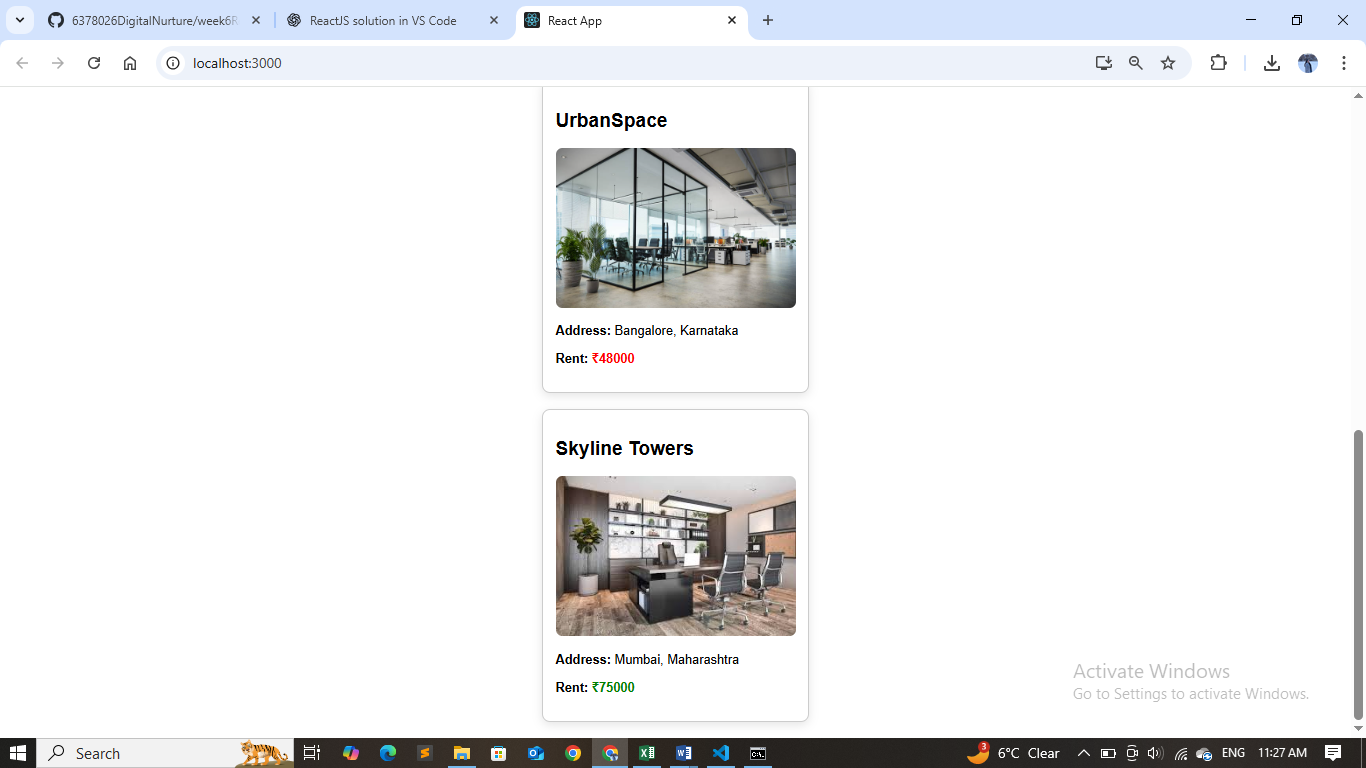 6378026DigitalNurture/week6R
ReactJS solution in VS Code
React App
localhost:3000
UrbanSpace
Address: Bangalore, Karnataka
Rent: ₹48000
Skyline Towers
Address: Mumbai, Maharashtra
Rent: ₹75000
Activate Windows
Go to Settings to activate Windows.
Search
3
6°C Clear
ENG
11:27 AM